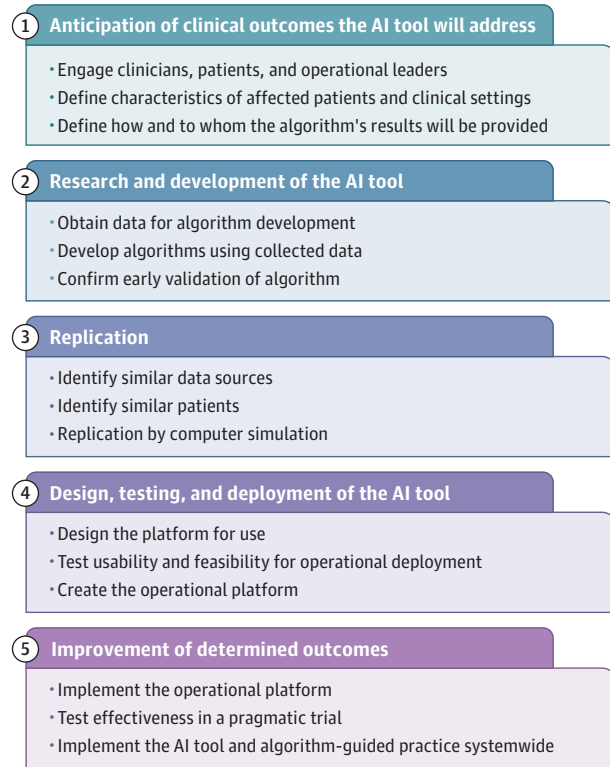 1 Anticipation of clinical outcomes the AI tool will address
• Engage clinicians, patients, and operational leaders
• Define characteristics of affected patients and clinical settings
• Define how and to whom the algorithm's results will be provided
2 Research and development of the AI tool
• Obtain data for algorithm development
• Develop algorithms using collected data
• Confirm early validation of algorithm
3 Replication
• Identify similar data sources
• Identify similar patients
• Replication by computer simulation
4 Design, testing, and deployment of the AI tool
• Design the platform for use
• Test usability and feasibility for operational deployment
• Create the operational platform
5 Improvement of determined outcomes
• Implement the operational platform
• Test effectiveness in a pragmatic trial
• Implement the AI tool and algorithm-guided practice systemwide